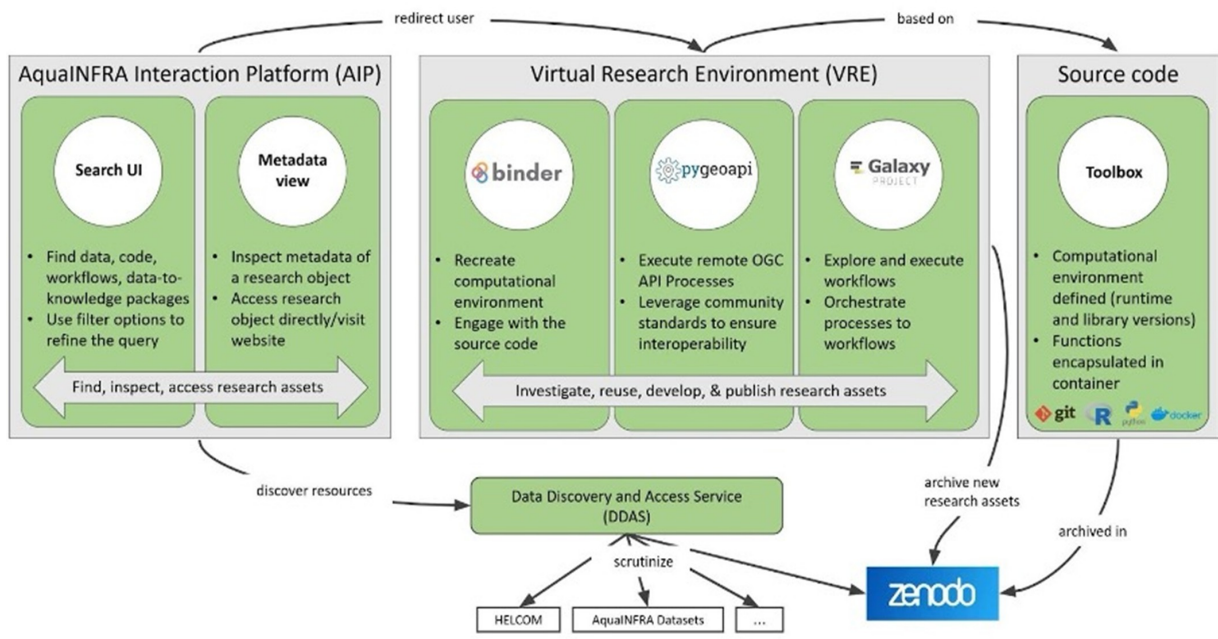 redirect user
based on
AquaINFRA Interaction Platform (AIP)
Search UI
• Find data, code,
workflows, data-to-
knowledge packages
• Use filter options to
refine the query
Metadata
view
• Inspect metadata of
a research object
• Access research
object directly/visit
website
Find, inspect, access research assets
Virtual Research Environment (VRE)
binder
• Recreate
computational
environment
• Engage with the
source code
pygeoapi
• Execute remote OGC
API Processes
• Leverage community
standards to ensure
interoperability
Galaxy
PROJECT
• Explore and execute
workflows
• Orchestrate
processes to
workflows
Investigate, reuse, develop, & publish research assets
Source code
Toolbox
• Computational
environment
defined (runtime
and library versions)
• Functions
encapsulated in
container
git
R
python
docker
discover resources
Data Discovery and Access Service
(DDAS)
archive new
research assets
archived in
scrutinize
zenodo
HELCOM
AquaINFRA Datasets
...